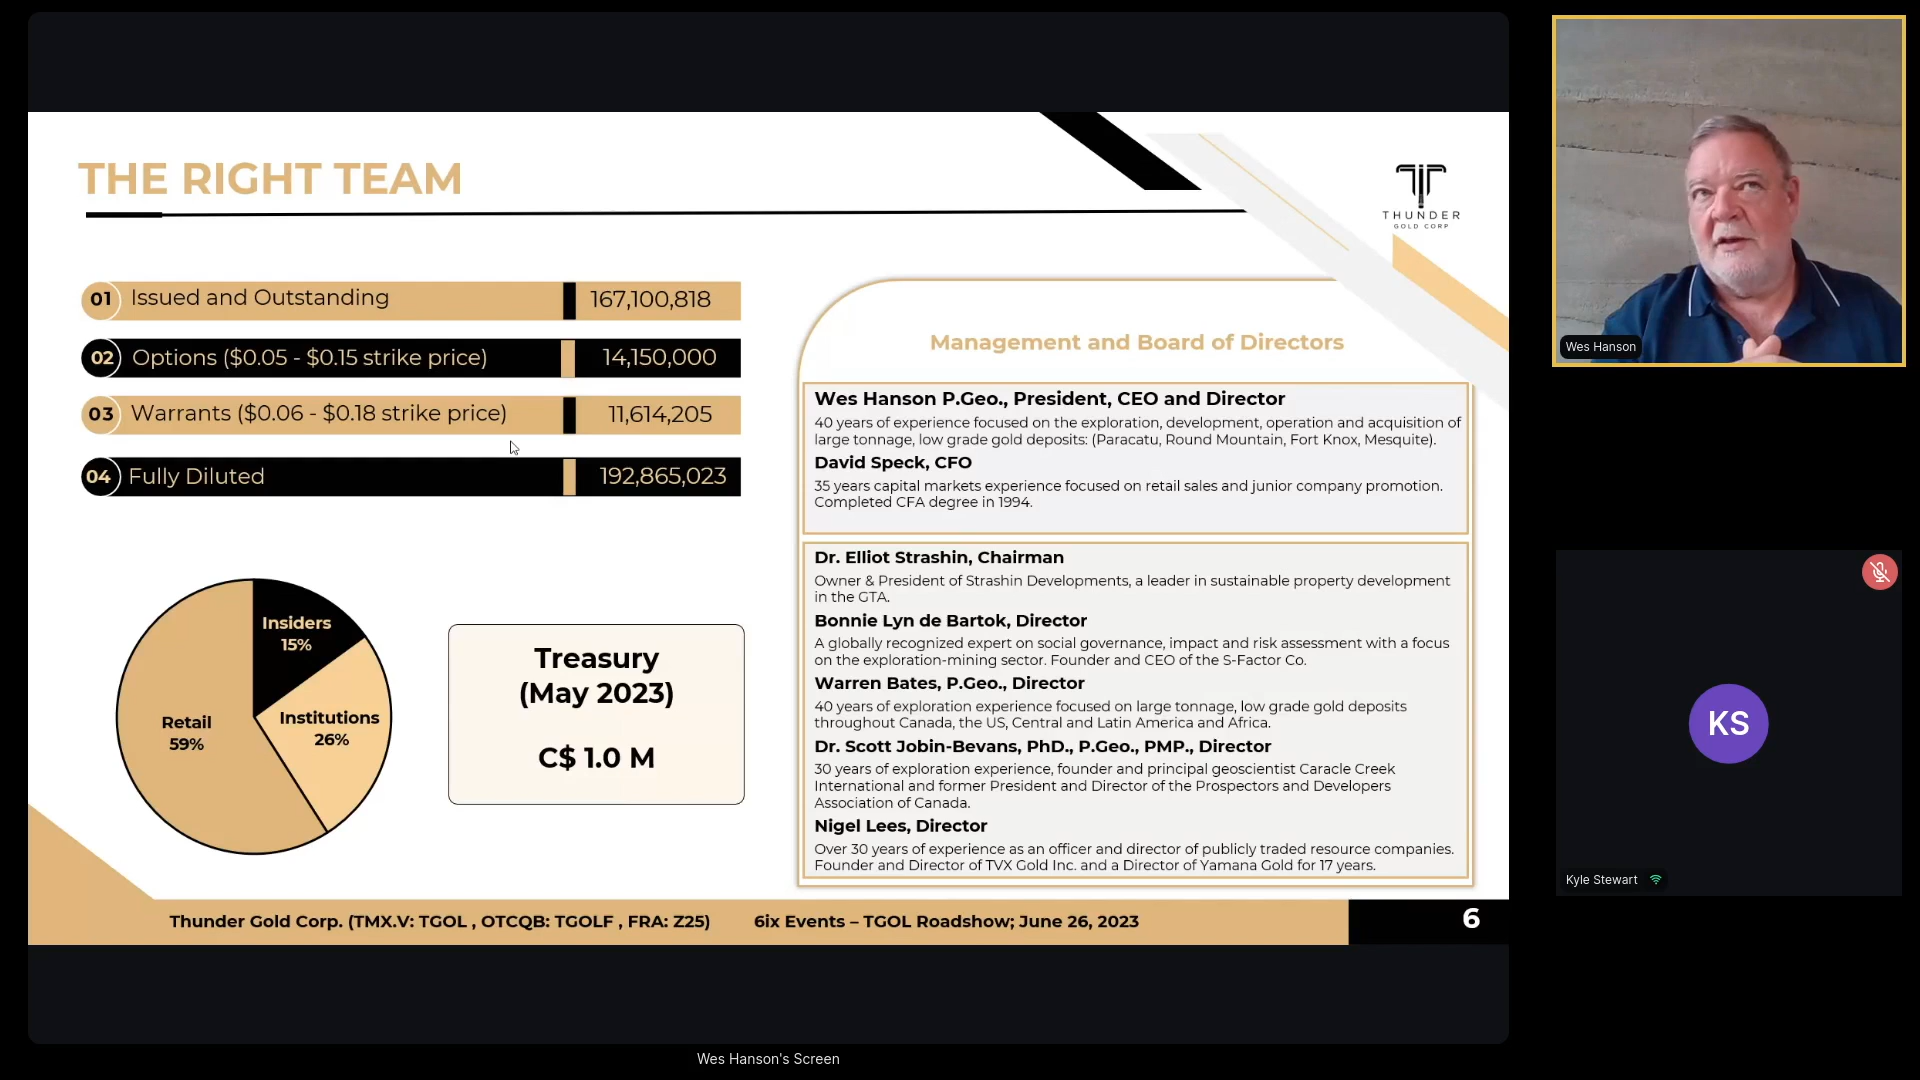 THE RIGHT TEAM
THUNDER
GOLD CORP
01 Issued and Outstanding 167,100,818
02 Options ($0.05 - $0.15 strike price) 14,150,000
03 Warrants ($0.06 - $0.18 strike price) 11,614,205
04 Fully Diluted 192,865,023
Insiders
15%
Institutions
26%
Retail
59%
Treasury
(May 2023)
C$ 1.0 M
Management and Board of Directors
Wes Hanson P.Geo., President, CEO and Director
40 years of experience focused on the exploration, development, operation and acquisition of
large tonnage, low grade gold deposits: (Paracatu, Round Mountain, Fort Knox, Mesquite).
David Speck, CFO
35 years capital markets experience focused on retail sales and junior company promotion.
Completed CFA degree in 1994.
Dr. Elliot Strashin, Chairman
Owner & President of Strashin Developments, a leader in sustainable property development
in the GTA.
Bonnie Lyn de Bartok, Director
A globally recognized expert on social governance, impact and risk assessment with a focus
on the exploration-mining sector. Founder and CEO of the S-Factor Co.
Warren Bates, P.Geo., Director
40 years of exploration experience focused on large tonnage, low grade gold deposits
throughout Canada, the US, Central and Latin America and Africa.
Dr. Scott Jobin-Bevans, PhD., P.Geo., PMP., Director
30 years of exploration experience, founder and principal geoscientist Caracle Creek
International and former President and Director of the Prospectors and Developers
Association of Canada.
Nigel Lees, Director
Over 30 years of experience as an officer and director of publicly traded resource companies.
Founder and Director of TVX Gold Inc. and a Director of Yamana Gold for 17 years.
Thunder Gold Corp. (TMX.V: TGOL , OTCQB: TGOLF , FRA: Z25) 6ix Events – TGOL Roadshow; June 26, 2023
6
Wes Hanson
KS
Kyle Stewart
Wes Hanson's Screen